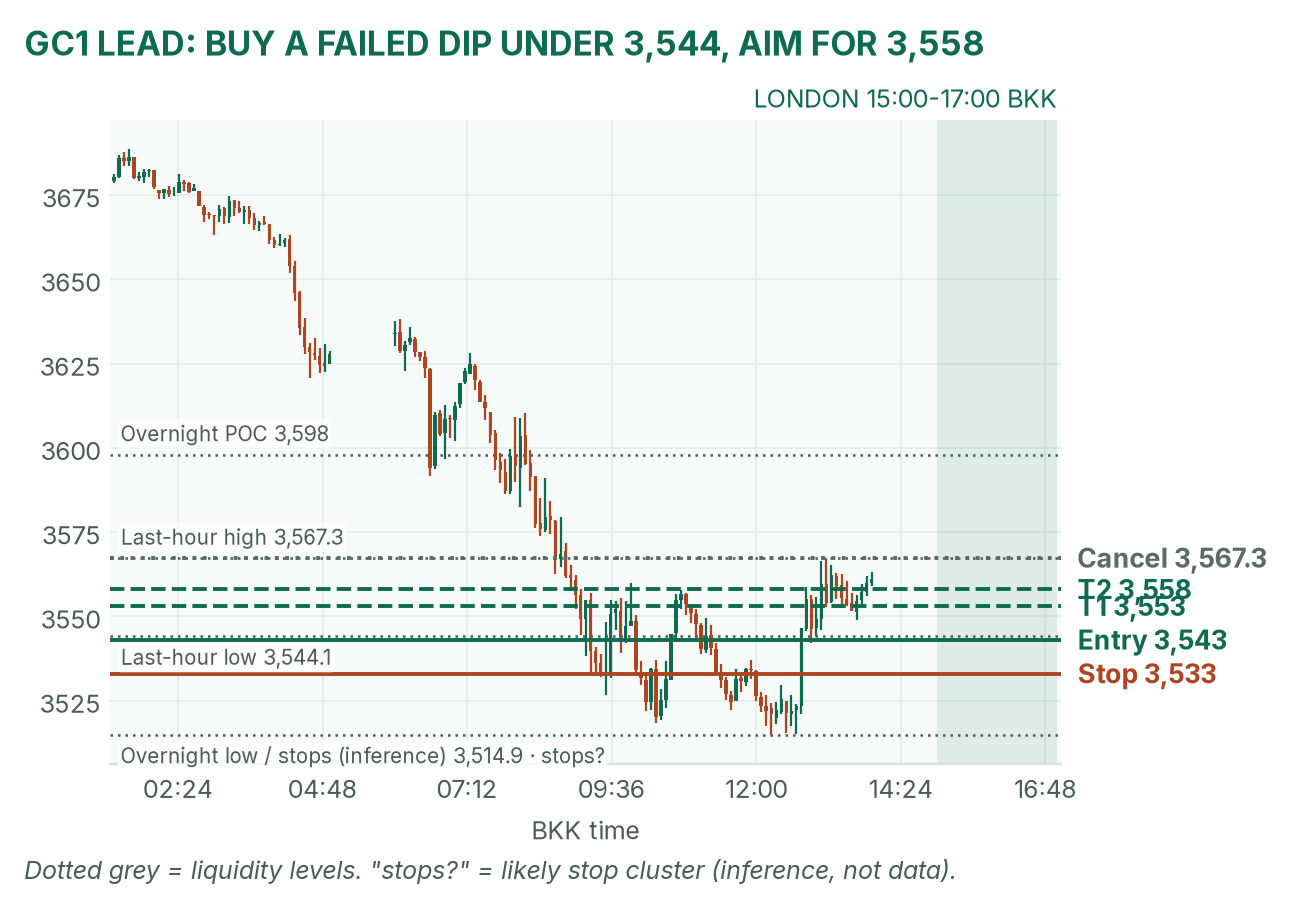 GC1 LEAD: BUY A FAILED DIP UNDER 3,544, AIM FOR 3,558
LONDON 15:00-17:00 BKK
3675
3650
3625
Overnight POC 3,598
3600
Last-hour high 3,567.3
3575
Cancel 3,567.3
T2 3,558
T1 3,553
3550
Entry 3,543
Last-hour low 3,544.1
Stop 3,533
3525
Overnight low / stops (inference) 3,514.9 · stops?
02:24 04:48 07:12 09:36 12:00 14:24 16:48
BKK time
Dotted grey = liquidity levels. "stops?" = likely stop cluster (inference, not data).